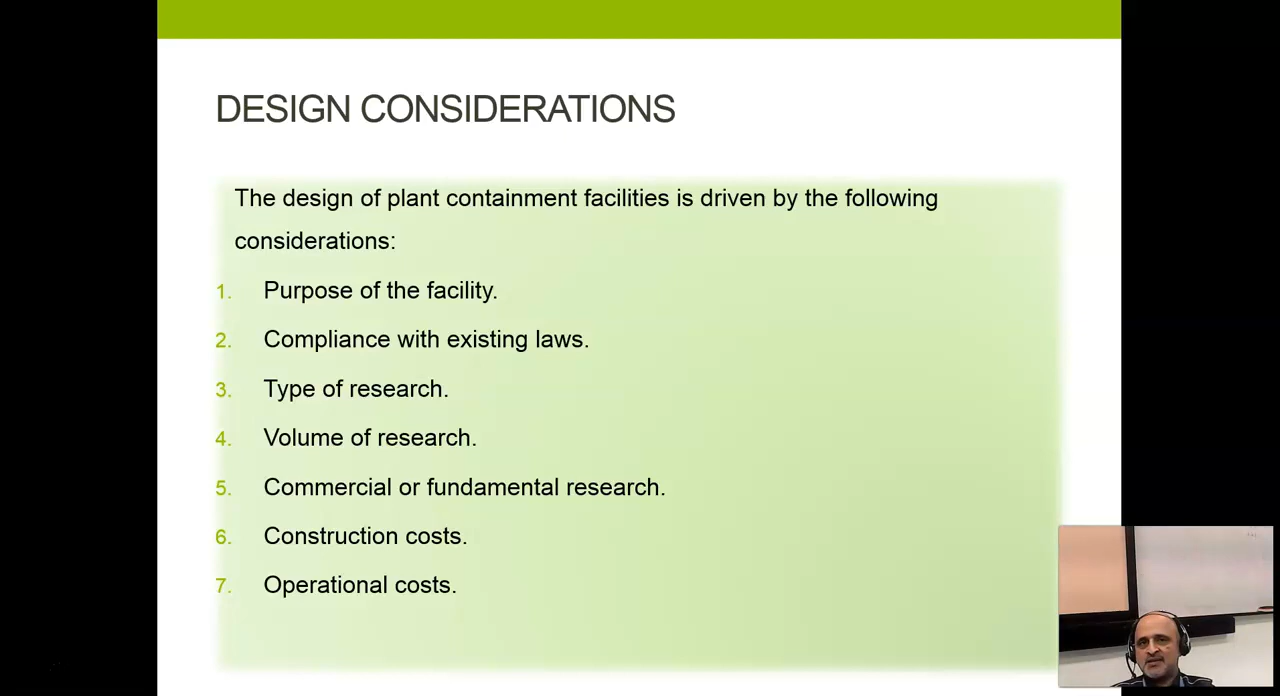 DESIGN CONSIDERATIONS
The design of plant containment facilities is driven by the following
considerations:
1. Purpose of the facility.
2. Compliance with existing laws.
3. Type of research.
4. Volume of research.
5. Commercial or fundamental research.
6. Construction costs.
7. Operational costs.